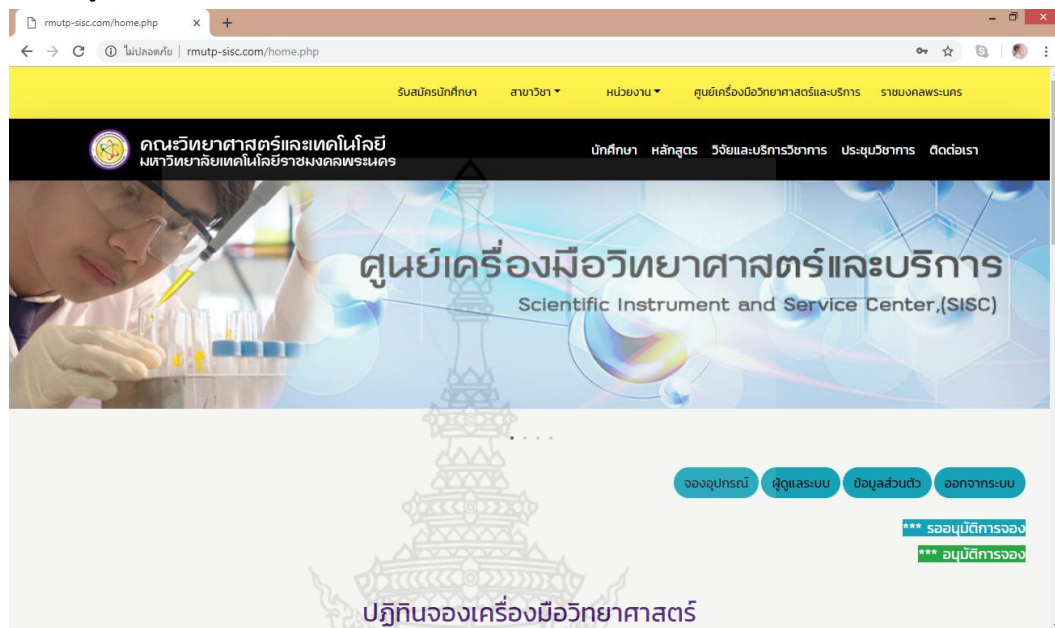 rmutp-sisc.com/home.php
ไม่ปลอดภัย | rmutp-sisc.com/home.php
รับสมัครนักศึกษา สาขาวิชา หน่วยงาน ศูนย์เครื่องมือวิทยาศาสตร์และบริการ ราชมงคลพระนคร
คณะวิทยาศาสตร์และเทคโนโลยี
มหาวิทยาลัยเทคโนโลยีราชมงคลพระนคร
นักศึกษา หลักสูตร วิจัยและบริการวิชาการ ประชุมวิชาการ ติดต่อเรา
ศูนย์เครื่องมือวิทยาศาสตร์และบริการ
Scientific Instrument and Service Center,(SISC)
จองอุปกรณ์ ผู้ดูแลระบบ ข้อมูลส่วนตัว ออกจากระบบ
*** รออนุมัติการจอง
*** อนุมัติการจอง
ปฏิทินจองเครื่องมือวิทยาศาสตร์